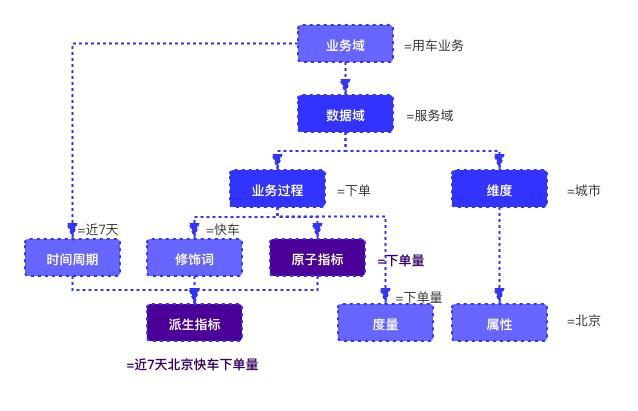 业务域
=用车业务
数据域
=服务域
业务过程
=下单
维度
=城市
=近7天
=快车
时间周期
修饰词
原子指标
=下单量
=下单量
派生指标
度量
属性
=北京
=近7天北京快车下单量